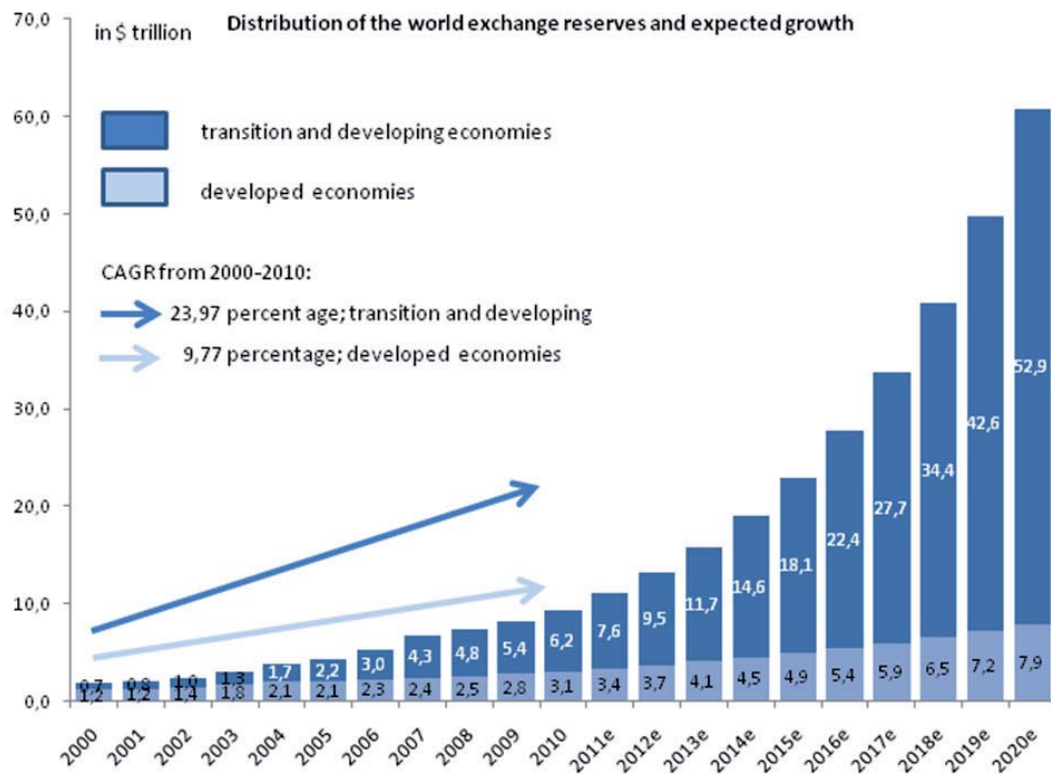 Distribution of the world exchange reserves and expected growth
in $ trillion
70,0
60,0
50,0
40,0
30,0
20,0
10,0
0,0
transition and developing economies
developed economies
CAGR from 2000-2010:
23,97 percent age; transition and developing
9,77 percentage; developed economies
0,7 0,8 1,0 1,3 1,7 2,2 3,0 4,3 4,8 5,4 6,2 7,6 9,5 11,7 14,6 18,1 22,4 27,7 34,4 42,6 52,9
1,2 1,2 1,4 1,8 2,1 2,1 2,3 2,4 2,5 2,8 3,1 3,4 3,7 4,1 4,5 4,9 5,4 5,9 6,5 7,2 7,9
2000 2001 2002 2003 2004 2005 2006 2007 2008 2009 2010 2011e 2012e 2013e 2014e 2015e 2016e 2017e 2018e 2019e 2020e